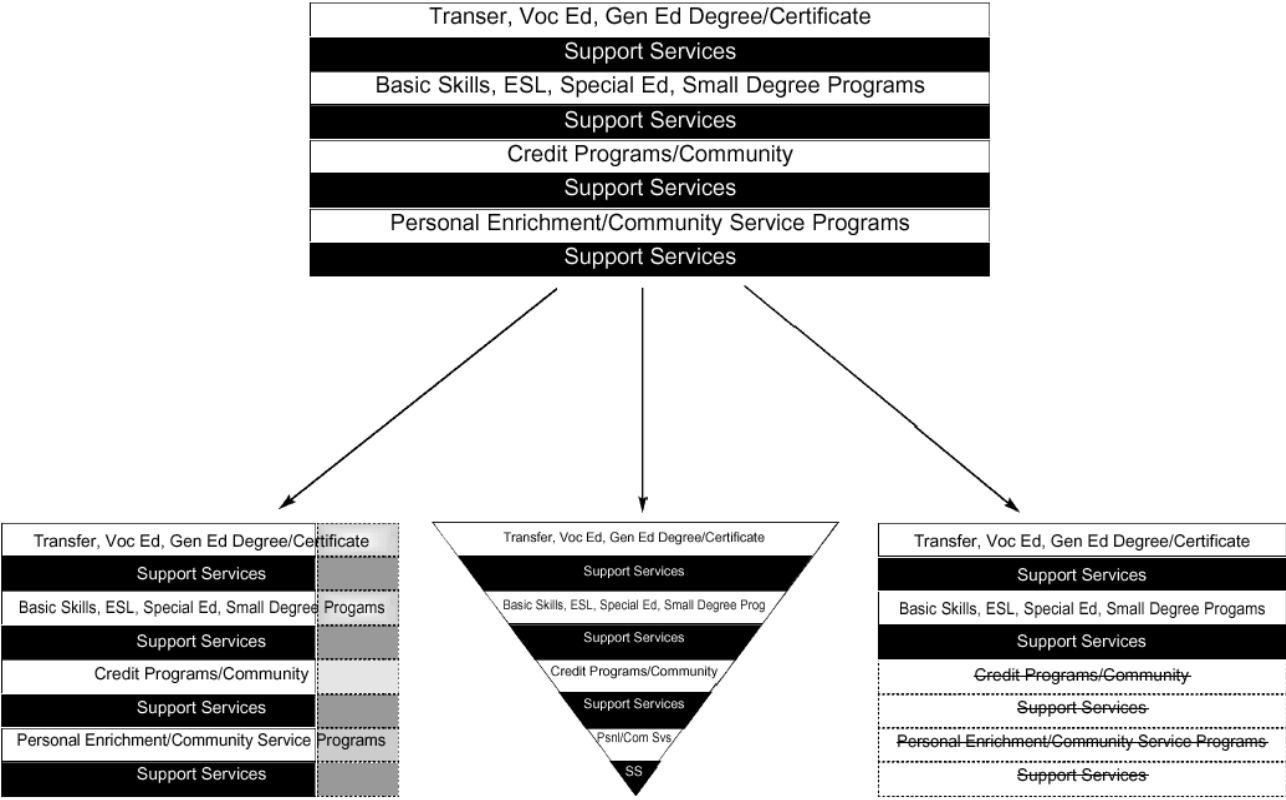 Transer, Voc Ed, Gen Ed Degree/Certificate
Support Services
Basic Skills, ESL, Special Ed, Small Degree Programs
Support Services
Credit Programs/Community
Support Services
Personal Enrichment/Community Service Programs
Support Services
Transfer, Voc Ed, Gen Ed Degree/Certificate
Support Services
Basic Skills, ESL, Special Ed, Small Degree Progams
Support Services
Credit Programs/Community
Support Services
Personal Enrichment/Community Service Programs
Support Services
Transfer, Voc Ed, Gen Ed Degree/Certificate
Support Services
Basic Skills, ESL, Special Ed, Small Degree Prog
Support Services
Credit Programs/Community
Support Services
Psnl/Com Svs
SS
Transfer, Voc Ed, Gen Ed Degree/Certificate
Support Services
Basic Skills, ESL, Special Ed, Small Degree Progams
Support Services
Credit Programs/Community
Support Services
Personal Enrichment/Community Service Programs
Support Services